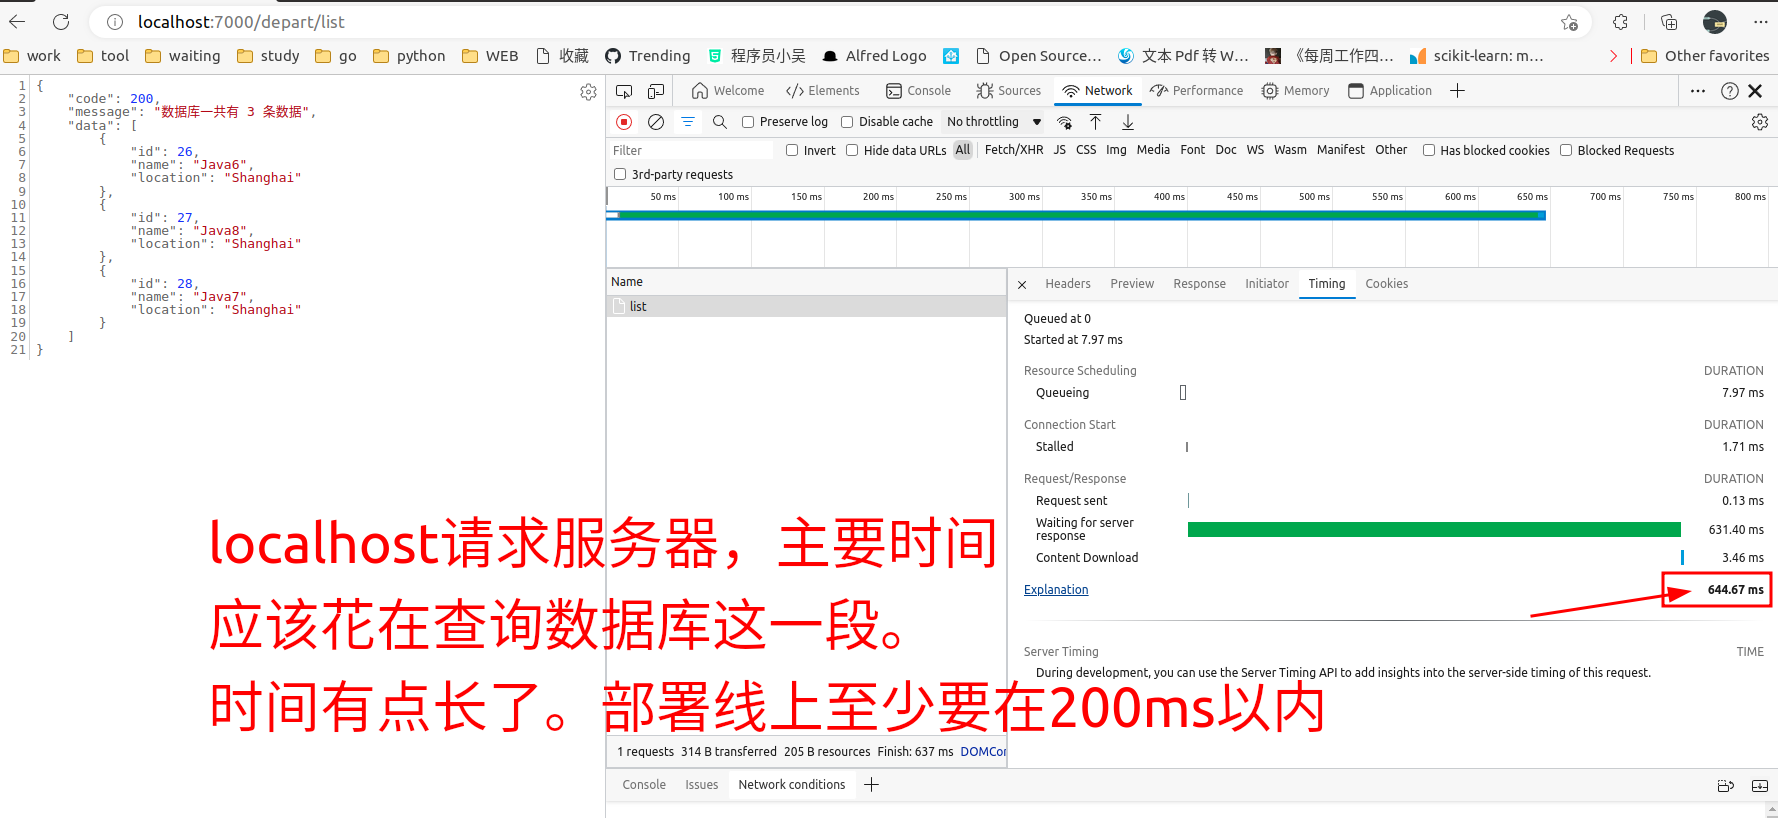 localhost:7000/depart/list
work tool waiting study go python WEB 收藏 Trending 程序员小吴 Alfred Logo Open Source... 文本 Pdf 转 W... 《每周工作四... scikit-learn: m... Other favorites
1 {
2 "code": 200,
3 "message": "数据库一共有 3 条数据",
4 "data": [
5 {
6 "id": 26,
7 "name": "Java6",
8 "location": "Shanghai"
9 },
10 {
11 "id": 27,
12 "name": "Java8",
13 "location": "Shanghai"
14 },
15 {
16 "id": 28,
17 "name": "Java7",
18 "location": "Shanghai"
19 }
20 ]
21 }
Welcome Elements Console Sources Network Performance Memory Application
Preserve log Disable cache No throttling
Filter Invert Hide data URLs All Fetch/XHR JS CSS Img Media Font Doc WS Wasm Manifest Other Has blocked cookies Blocked Requests
3rd-party requests
50 ms 100 ms 150 ms 200 ms 250 ms 300 ms 350 ms 400 ms 450 ms 500 ms 550 ms 600 ms 650 ms 700 ms 750 ms 800 ms
Name
list
Headers Preview Response Initiator Timing Cookies
Queued at 0
Started at 7.97 ms
Resource Scheduling DURATION
Queueing 7.97 ms
Connection Start DURATION
Stalled 1.71 ms
Request/Response DURATION
Request sent 0.13 ms
Waiting for server
response 631.40 ms
Content Download 3.46 ms
Explanation 644.67 ms
Server Timing TIME
During development, you can use the Server Timing API to add insights into the server-side timing of this request.
localhost请求服务器，主要时间
应该花在查询数据库这一段。
时间有点长了。部署线上至少要在200ms以内
1 requests 314 B transferred 205 B resources Finish: 637 ms DOMCon
Console Issues Network conditions